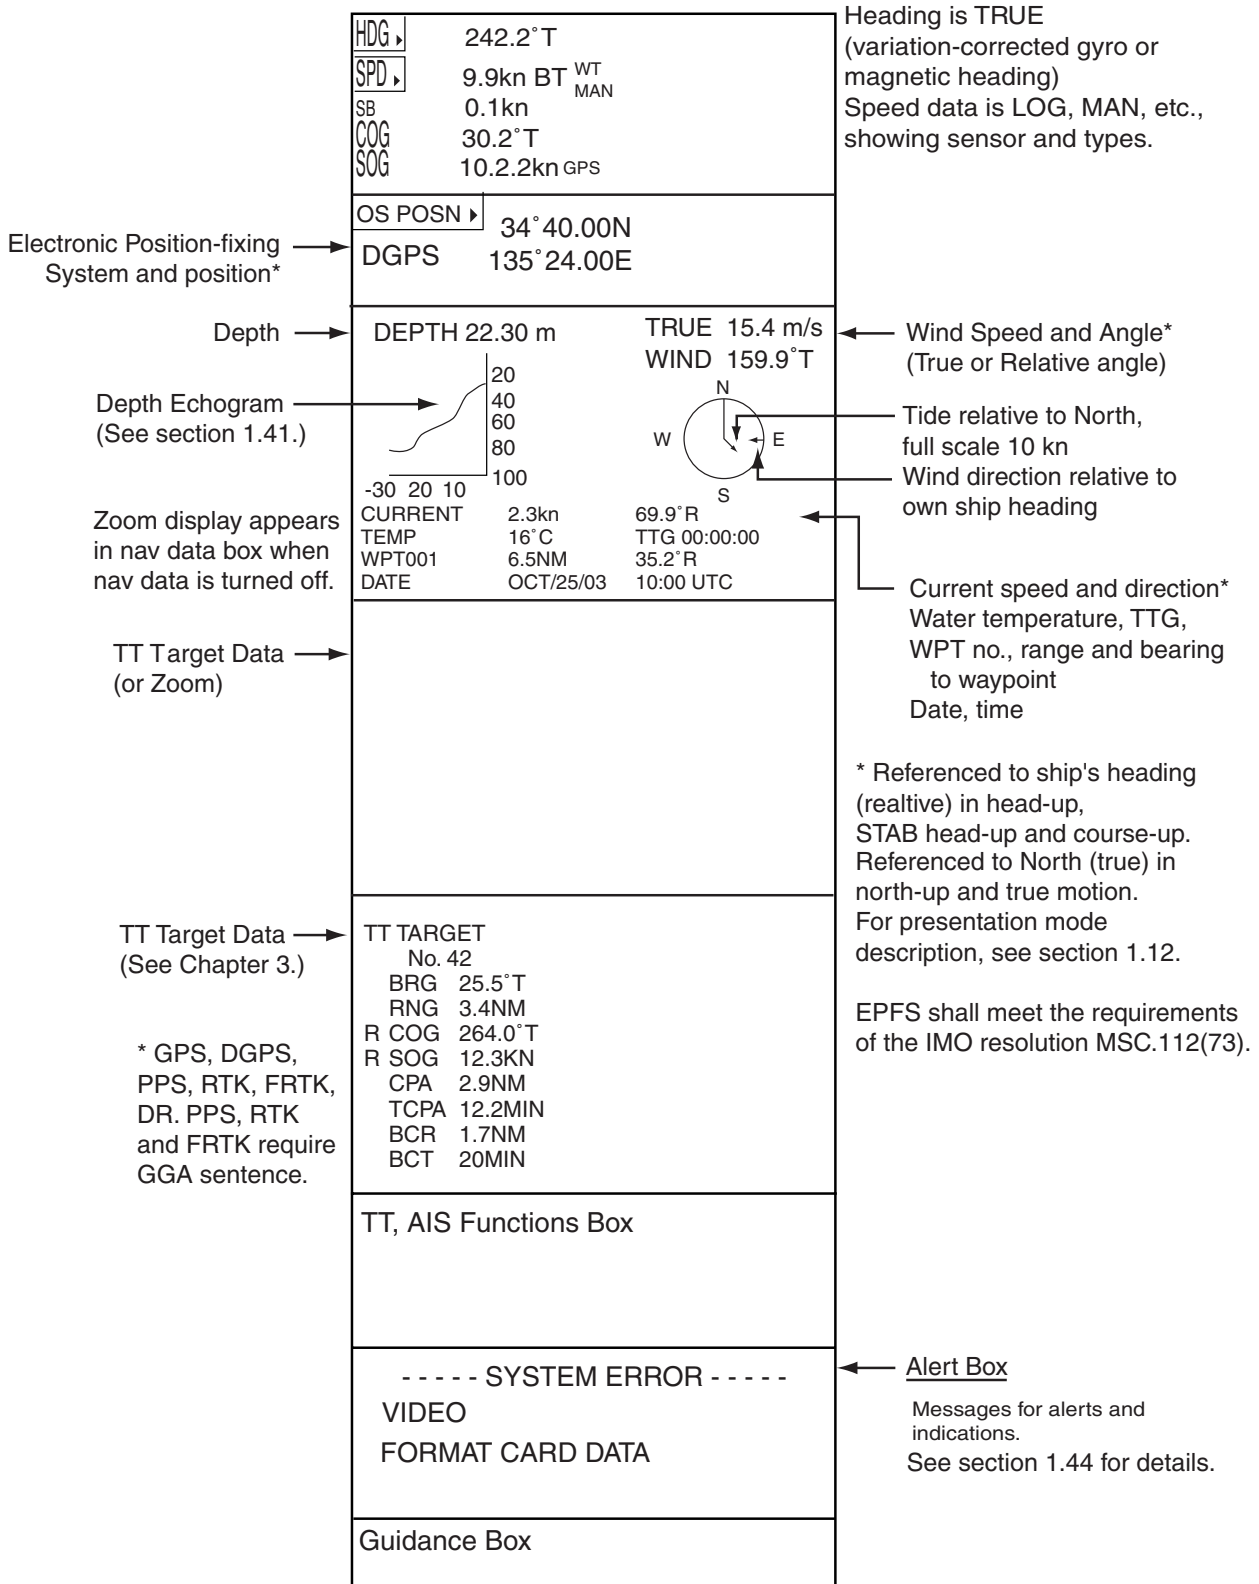 HDG ▸ 242.2°T
SPD ▸ 9.9kn BT WT
MAN
SB 0.1kn
COG 30.2°T
SOG 10.2.2kn GPS
Heading is TRUE
(variation-corrected gyro or
magnetic heading)
Speed data is LOG, MAN, etc.,
showing sensor and types.
OS POSN ▸ 34°40.00N
DGPS 135°24.00E
Electronic Position-fixing
System and position*
Depth
DEPTH 22.30 m
TRUE 15.4 m/s
WIND 159.9°T
Wind Speed and Angle*
(True or Relative angle)
Depth Echogram
(See section 1.41.)
20
40
60
80
100
-30 20 10
N
W E
S
Tide relative to North,
full scale 10 kn
Wind direction relative to
own ship heading
Zoom display appears
in nav data box when
nav data is turned off.
CURRENT 2.3kn 69.9°R
TEMP 16°C TTG 00:00:00
WPT001 6.5NM 35.2°R
DATE OCT/25/03 10:00 UTC
Current speed and direction*
Water temperature, TTG,
WPT no., range and bearing
to waypoint
Date, time
TT Target Data
(or Zoom)
* Referenced to ship's heading
(realtive) in head-up,
STAB head-up and course-up.
Referenced to North (true) in
north-up and true motion.
For presentation mode
description, see section 1.12.
EPFS shall meet the requirements
of the IMO resolution MSC.112(73).
TT Target Data
(See Chapter 3.)
TT TARGET
No. 42
BRG 25.5°T
RNG 3.4NM
R COG 264.0°T
R SOG 12.3KN
CPA 2.9NM
TCPA 12.2MIN
BCR 1.7NM
BCT 20MIN
* GPS, DGPS,
PPS, RTK, FRTK,
DR. PPS, RTK
and FRTK require
GGA sentence.
TT, AIS Functions Box
- - - - - SYSTEM ERROR - - - - -
VIDEO
FORMAT CARD DATA
Alert Box
Messages for alerts and
indications.
See section 1.44 for details.
Guidance Box